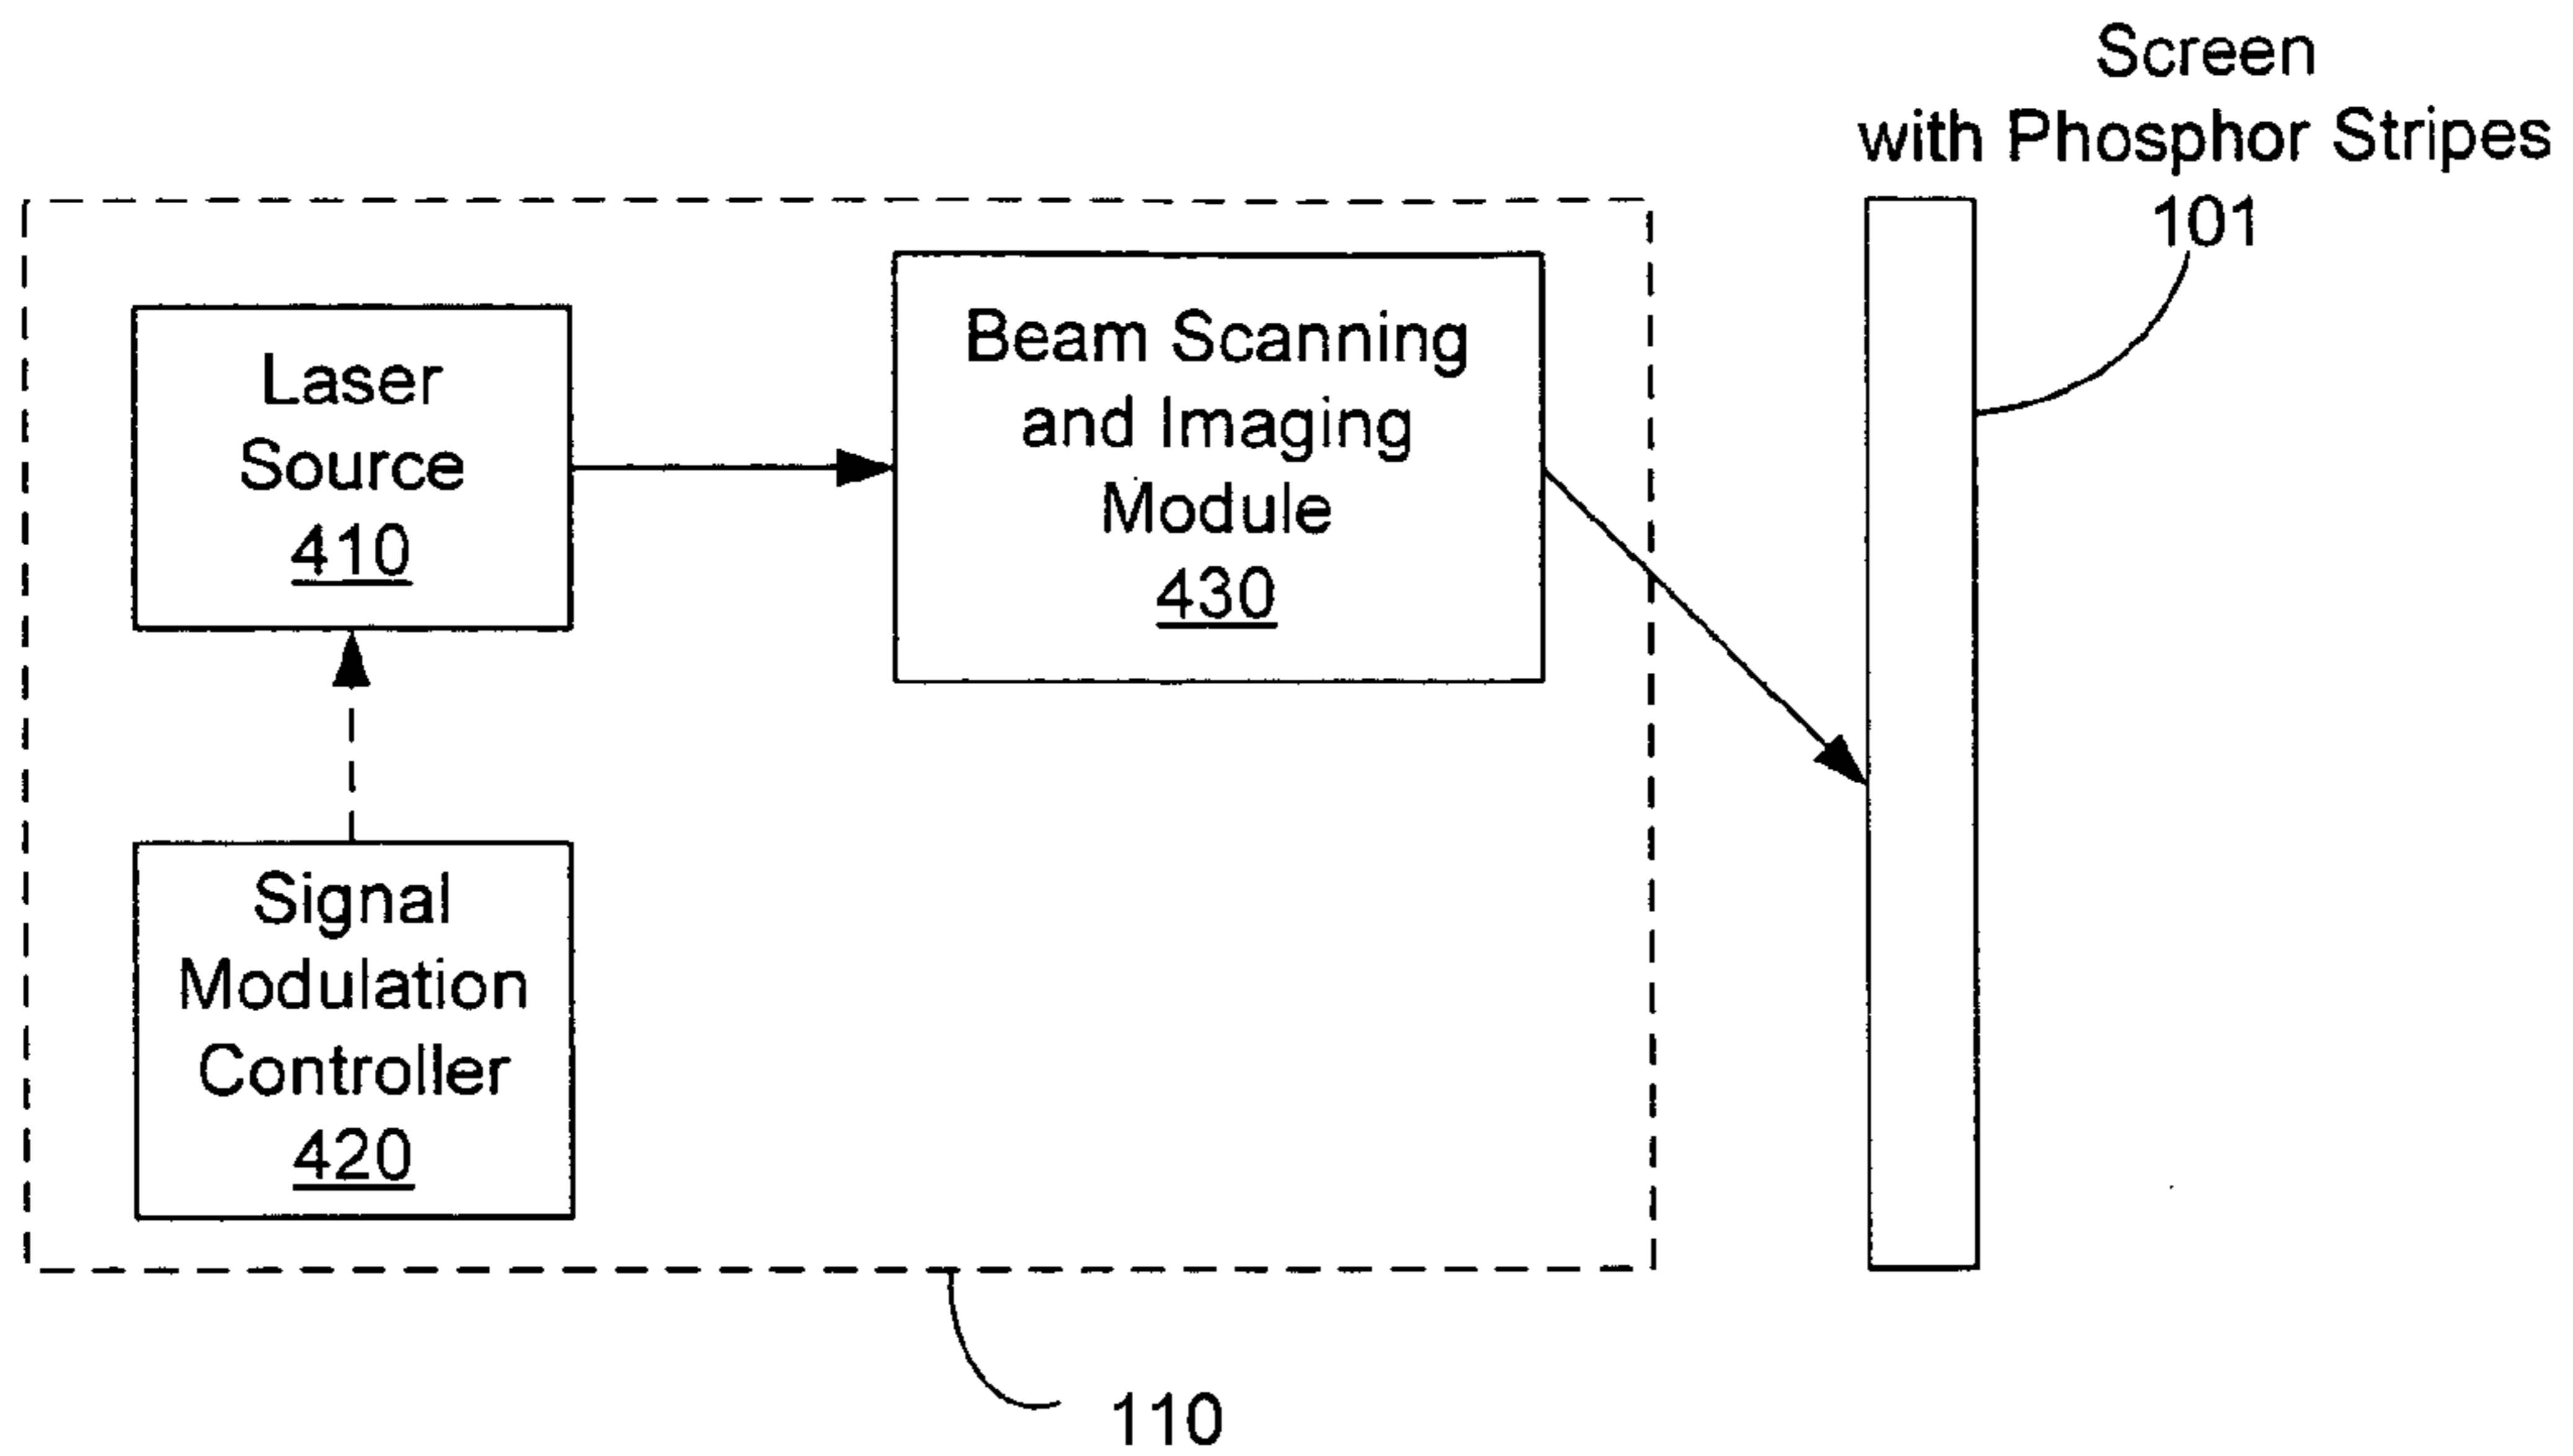 Screen
with Phosphor Stripes
101
Laser
Source
410
Beam Scanning
and Imaging
Module
430
Signal
Modulation
Controller
420
110